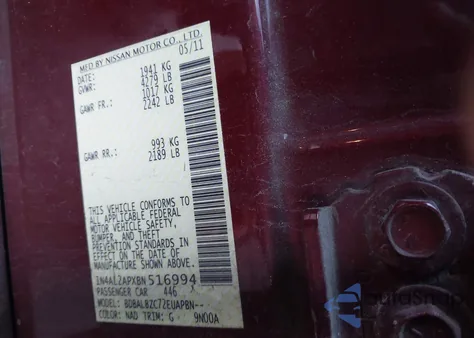 MFD BY NISSAN MOTOR CO., LTD.
DATE: 05/11
GVWR: 1941 KG
4279 LB
GAWR FR.: 1017 KG
2242 LB
GAWR RR.: 993 KG
2189 LB
THIS VEHICLE CONFORMS TO
ALL APPLICABLE FEDERAL
MOTOR VEHICLE SAFETY,
BUMPER, AND THEFT
PREVENTION STANDARDS IN
EFFECT ON THE DATE OF
MANUFACTURE SHOWN ABOVE.
1N4AL2APXBN516994
PASSENGER CAR 446
MODEL: BDBALBZC72EUAPBN--
COLOR: NAD TRIM: G 9N00A